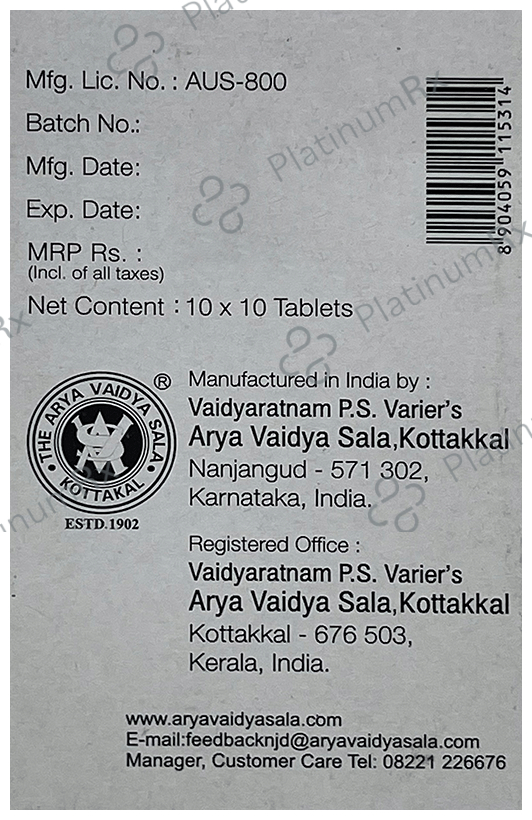 Mfg. Lic. No. : AUS-800
Batch No.:
Mfg. Date:
Exp. Date:
MRP Rs. :
(Incl. of all taxes)
Net Content : 10 x 10 Tablets
8 904059 115314
THE ARYA VAIDYA SALA
KOTTAKAL
®
ESTD.1902
Manufactured in India by :
Vaidyaratnam P.S. Varier's
Arya Vaidya Sala,Kottakkal
Nanjangud - 571 302,
Karnataka, India.
Registered Office :
Vaidyaratnam P.S. Varier's
Arya Vaidya Sala,Kottakkal
Kottakkal - 676 503,
Kerala, India.
www.aryavaidyasala.com
E-mail:feedbacknjd@aryavaidyasala.com
Manager, Customer Care Tel: 08221 226676
PlatinumRx
PlatinumRx